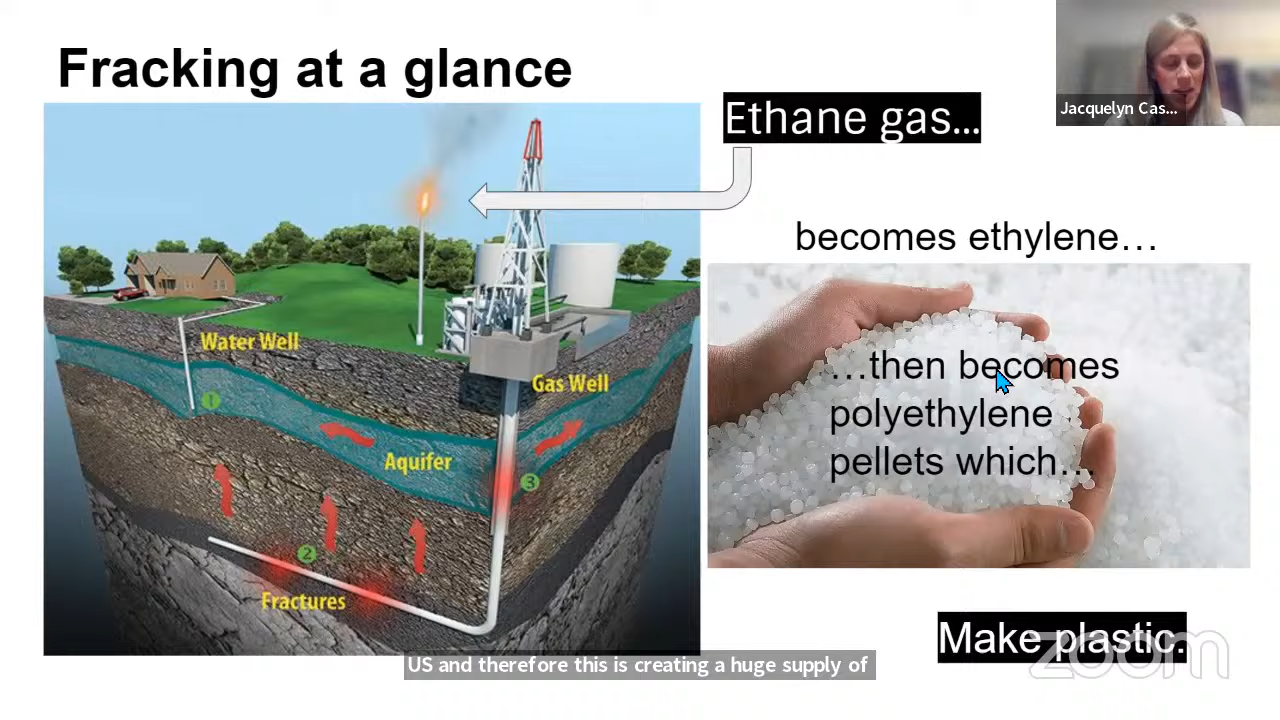 Fracking at a glance
Ethane gas...
Jacquelyn Cas...
becomes ethylene…
…then becomes
polyethylene
pellets which…
Water Well
Gas Well
1
Aquifer
3
2
Fractures
Make plastic.
zoom
US and therefore this is creating a huge supply of